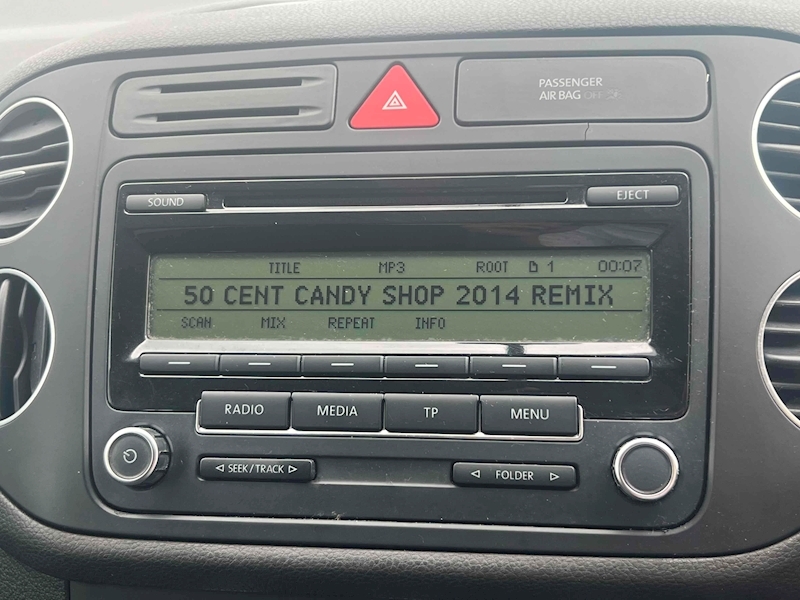 PASSENGER
AIR BAG OFF
SOUND EJECT
TITLE MP3 ROOT 1 00:07
50 CENT CANDY SHOP 2014 REMIX
SCAN MIX REPEAT INFO
RADIO MEDIA TP MENU
SEEK/TRACK FOLDER